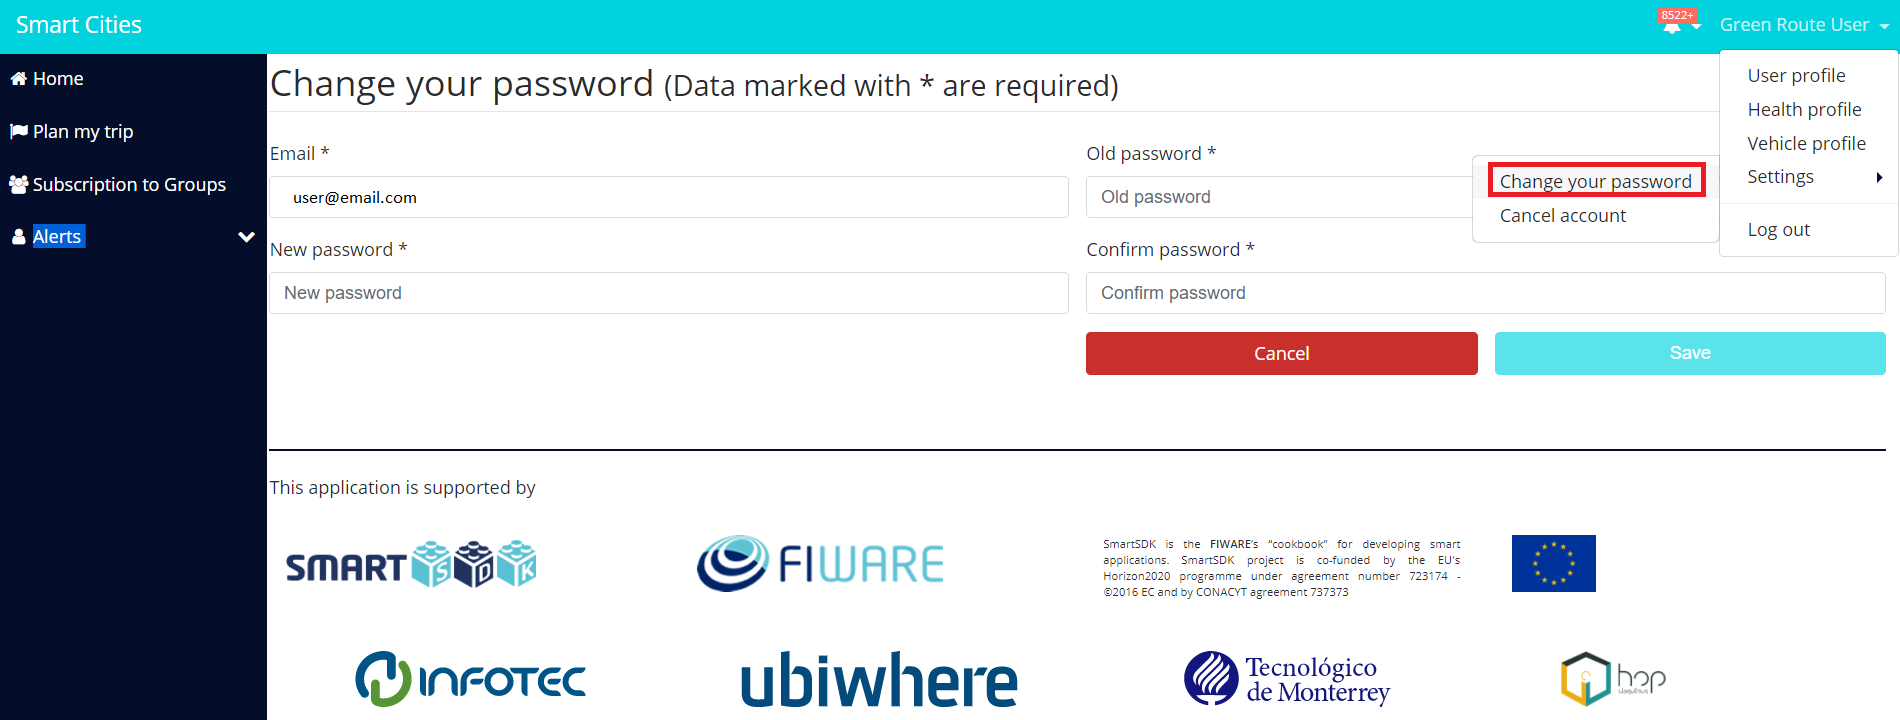 Smart Cities
8522+
Green Route User
Home
Plan my trip
Subscription to Groups
Alerts
Change your password (Data marked with * are required)
User profile
Health profile
Vehicle profile
Settings
Log out
Change your password
Cancel account
Email *
user@email.com
Old password *
Old password
New password *
New password
Confirm password *
Confirm password
Cancel
Save
This application is supported by
SMART SDK
FIWARE
SmartSDK is the FIWARE's “cookbook” for developing smart
applications. SmartSDK project is co-funded by the EU's
Horizon2020 programme under agreement number 723174 -
©2016 EC and by CONACYT agreement 737373
INFOTEC
ubiwhere
Tecnológico
de Monterrey
hop
ubiquitous